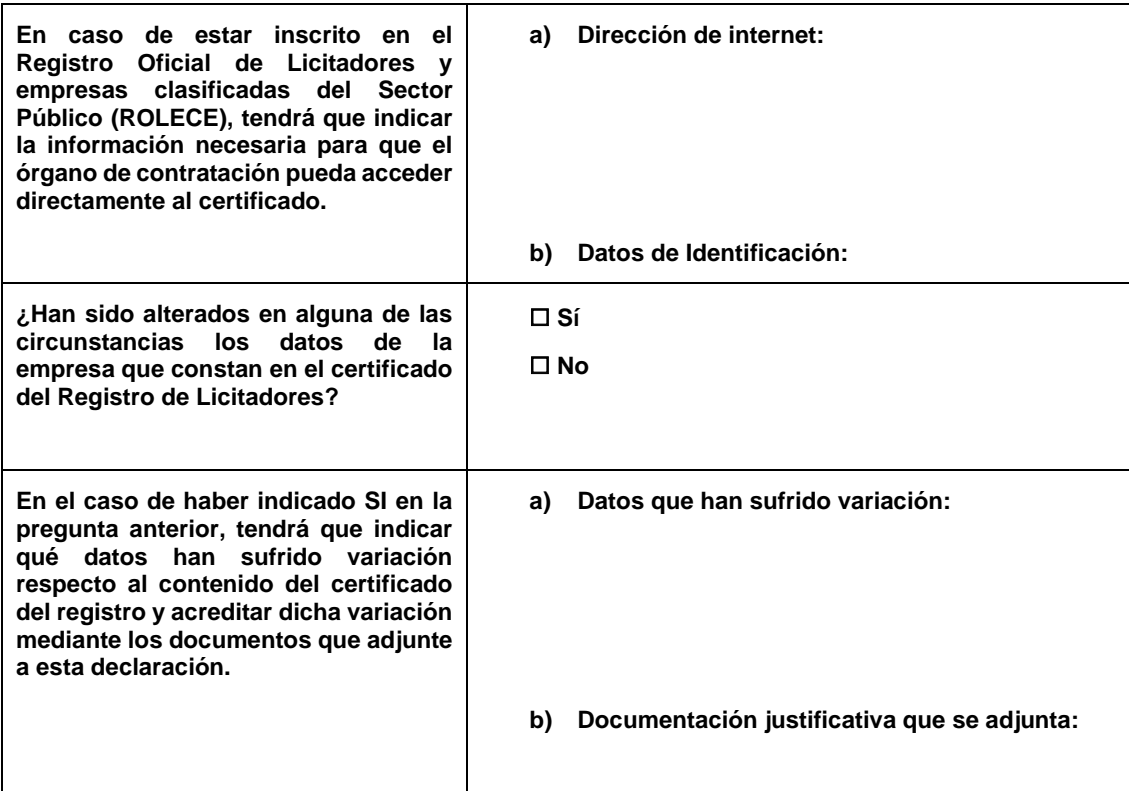 En caso de estar inscrito en el
Registro Oficial de Licitadores y
empresas clasificadas del Sector
Público (ROLECE), tendrá que indicar
la información necesaria para que el
órgano de contratación pueda acceder
directamente al certificado.
a) Dirección de internet:
b) Datos de Identificación:
¿Han sido alterados en alguna de las
circunstancias los datos de la
empresa que constan en el certificado
del Registro de Licitadores?
☐ Sí
☐ No
En el caso de haber indicado SI en la
pregunta anterior, tendrá que indicar
qué datos han sufrido variación
respecto al contenido del certificado
del registro y acreditar dicha variación
mediante los documentos que adjunte
a esta declaración.
a) Datos que han sufrido variación:
b) Documentación justificativa que se adjunta: